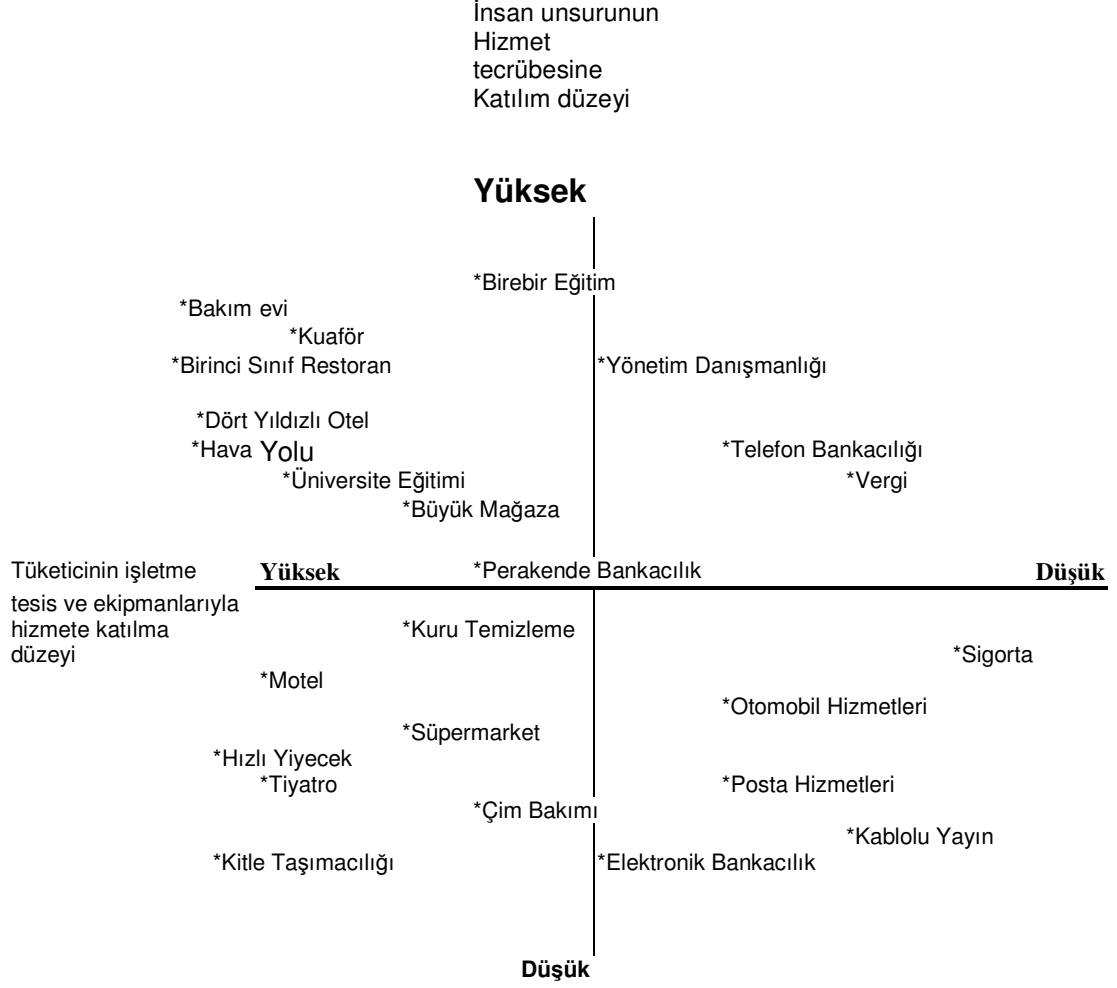 İnsan unsurunun
Hizmet
tecrübesine
Katılım düzeyi
Yüksek
*Birebir Eğitim
*Bakım evi
*Kuaför
*Birinci Sınıf Restoran *Yönetim Danışmanlığı
*Dört Yıldızlı Otel
*Hava Yolu *Telefon Bankacılığı
*Üniversite Eğitimi *Vergi
*Büyük Mağaza
Tüketicinin işletme Yüksek *Perakende Bankacılık Düşük
tesis ve ekipmanlarıyla
hizmete katılma *Kuru Temizleme
düzeyi *Sigorta
*Motel
*Otomobil Hizmetleri
*Süpermarket
*Hızlı Yiyecek
*Tiyatro *Posta Hizmetleri
*Çim Bakımı
*Kablolu Yayın
*Kitle Taşımacılığı *Elektronik Bankacılık
Düşük